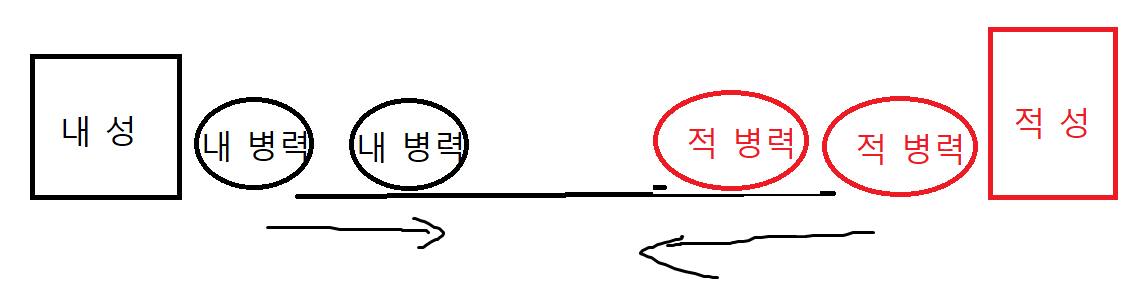 내 성
내 병력
내 병력
적 병력
적 병력
적 성